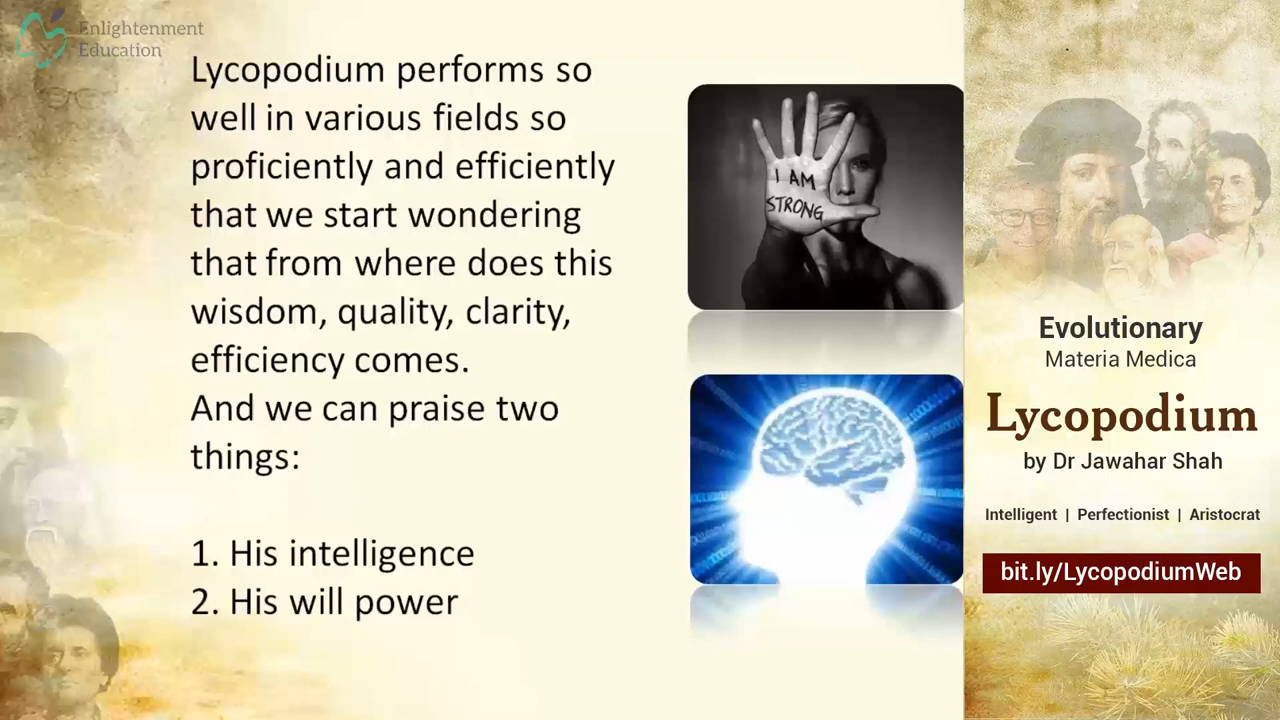 Enlightenment
Education
Lycopodium performs so
well in various fields so
proficiently and efficiently
that we start wondering
that from where does this
wisdom, quality, clarity,
efficiency comes.
And we can praise two
things:
1. His intelligence
2. His will power
I AM
STRONG
Evolutionary
Materia Medica
Lycopodium
by Dr Jawahar Shah
Intelligent | Perfectionist | Aristocrat
bit.ly/LycopodiumWeb